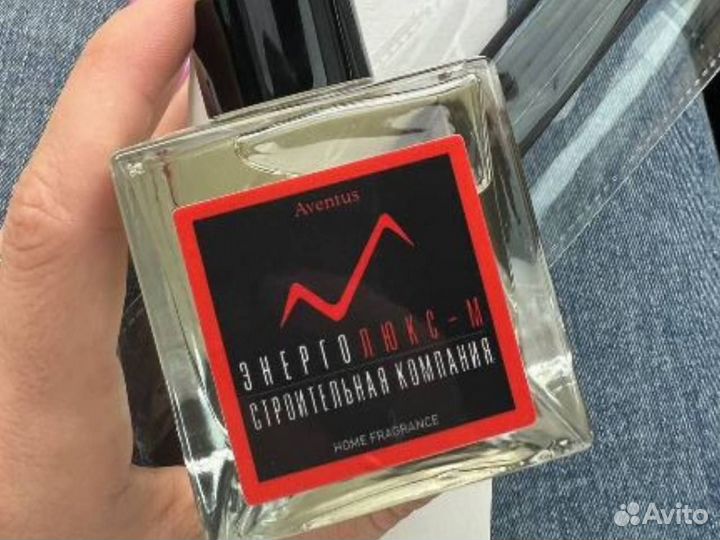 Aventus
ЭНЕРГОЛЮКС-М
СТРОИТЕЛЬНАЯ КОМПАНИЯ
HOME FRAGRANCE
Avito